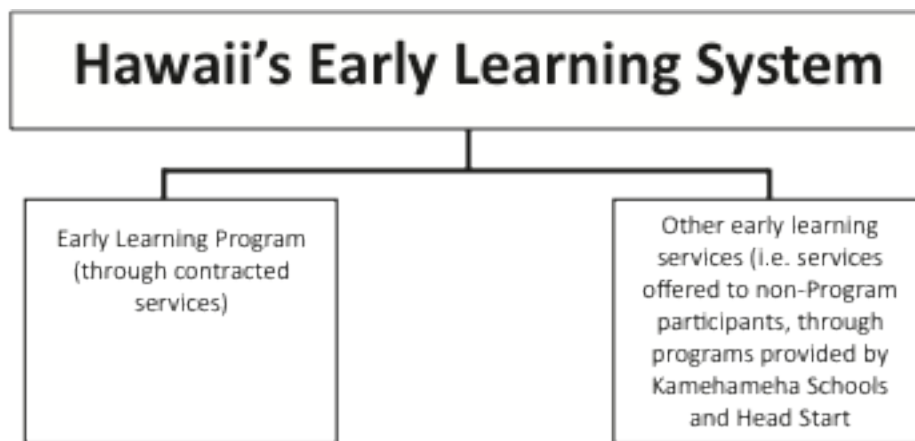 Hawaii’s Early Learning System
Early Learning Program
(through contracted
services)
Other early learning
services (i.e. services
offered to non-Program
participants, through
programs provided by
Kamehameha Schools
and Head Start